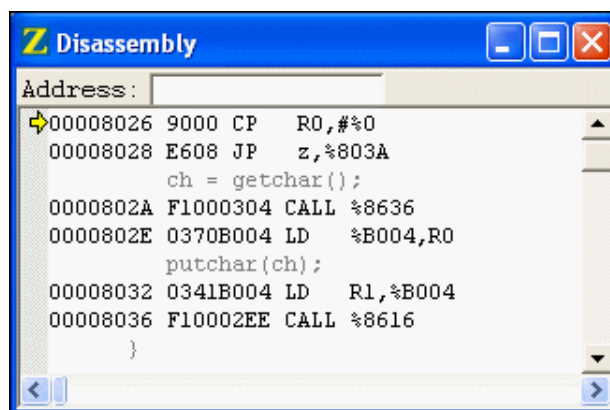 Z Disassembly
Address:
00008026 9000 CP R0,#%0
00008028 E608 JP z,%803A
ch = getchar();
0000802A F1000304 CALL %8636
0000802E 0370B004 LD %B004,R0
putchar(ch);
00008032 0341B004 LD R1,%B004
00008036 F10002EE CALL %8616
}